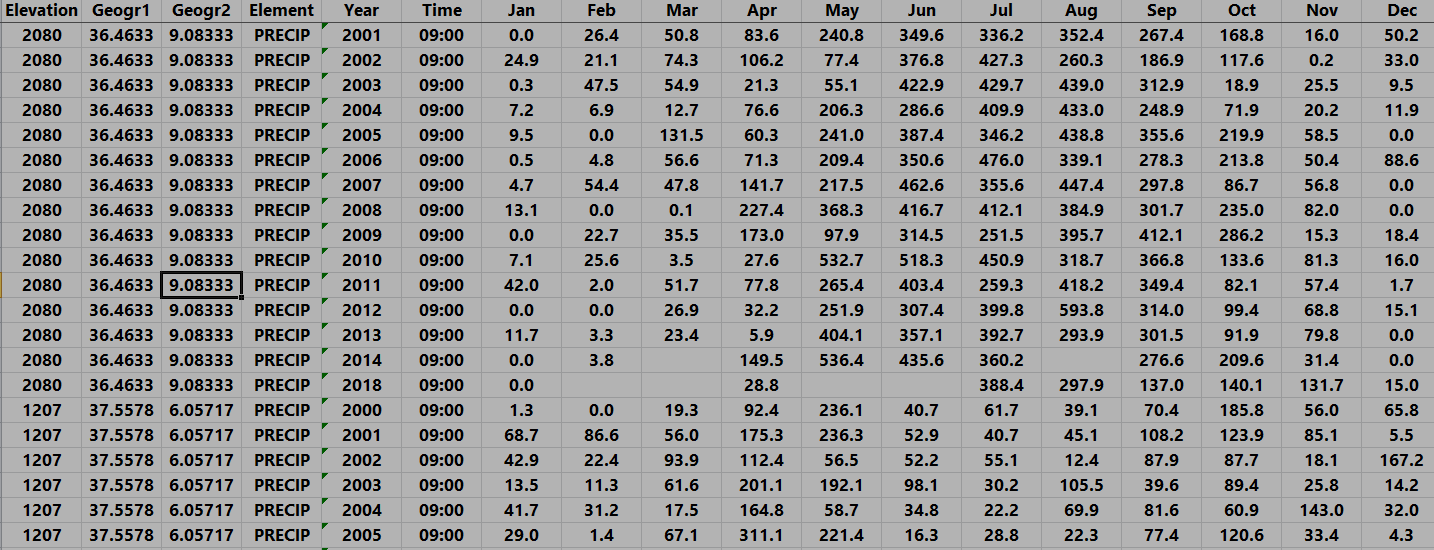 Elevation Geogr1 Geogr2 Element Year Time Jan Feb Mar Apr May Jun Jul Aug Sep Oct Nov Dec
2080 36.4633 9.08333 PRECIP 2001 09:00 0.0 26.4 50.8 83.6 240.8 349.6 336.2 352.4 267.4 168.8 16.0 50.2
2080 36.4633 9.08333 PRECIP 2002 09:00 24.9 21.1 74.3 106.2 77.4 376.8 427.3 260.3 186.9 117.6 0.2 33.0
2080 36.4633 9.08333 PRECIP 2003 09:00 0.3 47.5 54.9 21.3 55.1 422.9 429.7 439.0 312.9 18.9 25.5 9.5
2080 36.4633 9.08333 PRECIP 2004 09:00 7.2 6.9 12.7 76.6 206.3 286.6 409.9 433.0 248.9 71.9 20.2 11.9
2080 36.4633 9.08333 PRECIP 2005 09:00 9.5 0.0 131.5 60.3 241.0 387.4 346.2 438.8 355.6 219.9 58.5 0.0
2080 36.4633 9.08333 PRECIP 2006 09:00 0.5 4.8 56.6 71.3 209.4 350.6 476.0 339.1 278.3 213.8 50.4 88.6
2080 36.4633 9.08333 PRECIP 2007 09:00 4.7 54.4 47.8 141.7 217.5 462.6 355.6 447.4 297.8 86.7 56.8 0.0
2080 36.4633 9.08333 PRECIP 2008 09:00 13.1 0.0 0.1 227.4 368.3 416.7 412.1 384.9 301.7 235.0 82.0 0.0
2080 36.4633 9.08333 PRECIP 2009 09:00 0.0 22.7 35.5 173.0 97.9 314.5 251.5 395.7 412.1 286.2 15.3 18.4
2080 36.4633 9.08333 PRECIP 2010 09:00 7.1 25.6 3.5 27.6 532.7 518.3 450.9 318.7 366.8 133.6 81.3 16.0
2080 36.4633 9.08333 PRECIP 2011 09:00 42.0 2.0 51.7 77.8 265.4 403.4 259.3 418.2 349.4 82.1 57.4 1.7
2080 36.4633 9.08333 PRECIP 2012 09:00 0.0 0.0 26.9 32.2 251.9 307.4 399.8 593.8 314.0 99.4 68.8 15.1
2080 36.4633 9.08333 PRECIP 2013 09:00 11.7 3.3 23.4 5.9 404.1 357.1 392.7 293.9 301.5 91.9 79.8 0.0
2080 36.4633 9.08333 PRECIP 2014 09:00 0.0 3.8 149.5 536.4 435.6 360.2 276.6 209.6 31.4 0.0
2080 36.4633 9.08333 PRECIP 2018 09:00 0.0 28.8 388.4 297.9 137.0 140.1 131.7 15.0
1207 37.5578 6.05717 PRECIP 2000 09:00 1.3 0.0 19.3 92.4 236.1 40.7 61.7 39.1 70.4 185.8 56.0 65.8
1207 37.5578 6.05717 PRECIP 2001 09:00 68.7 86.6 56.0 175.3 236.3 52.9 40.7 45.1 108.2 123.9 85.1 5.5
1207 37.5578 6.05717 PRECIP 2002 09:00 42.9 22.4 93.9 112.4 56.5 52.2 55.1 12.4 87.9 87.7 18.1 167.2
1207 37.5578 6.05717 PRECIP 2003 09:00 13.5 11.3 61.6 201.1 192.1 98.1 30.2 105.5 39.6 89.4 25.8 14.2
1207 37.5578 6.05717 PRECIP 2004 09:00 41.7 31.2 17.5 164.8 58.7 34.8 22.2 69.9 81.6 60.9 143.0 32.0
1207 37.5578 6.05717 PRECIP 2005 09:00 29.0 1.4 67.1 311.1 221.4 16.3 28.8 22.3 77.4 120.6 33.4 4.3